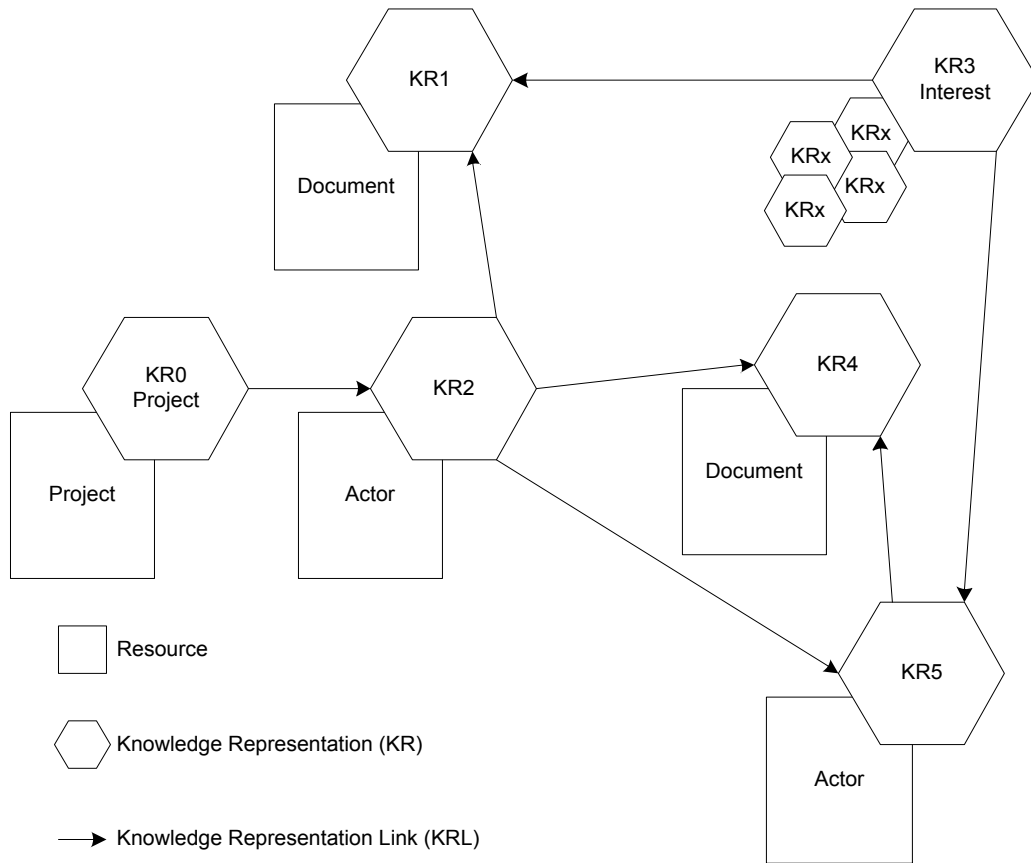 KR1
KR3
Interest
KRx
KRx
KRx
KRx
Document
KR0
Project
KR2
KR4
Project
Actor
Document
Resource
KR5
Knowledge Representation (KR)
Actor
Knowledge Representation Link (KRL)